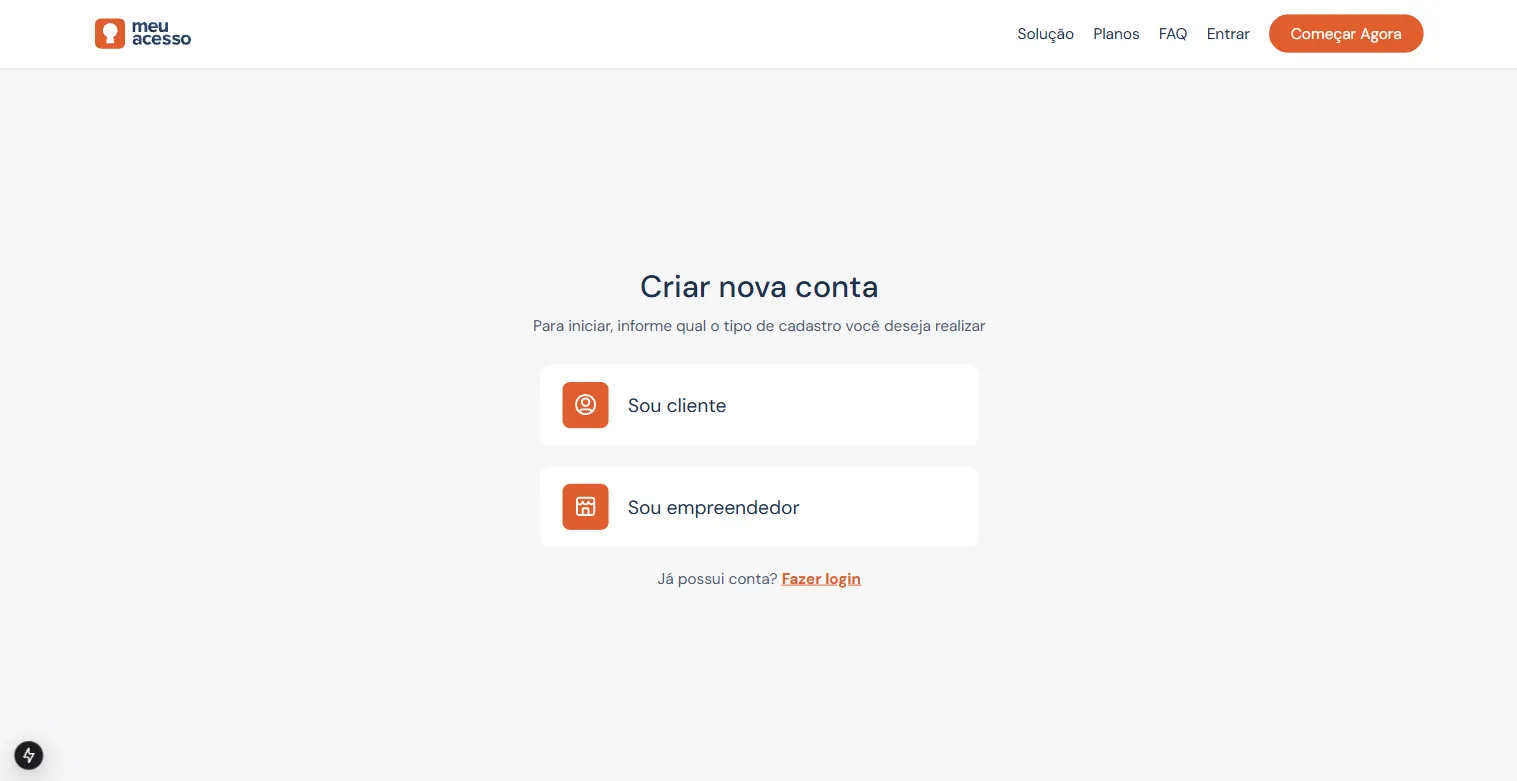 meu
acesso
Solução Planos FAQ Entrar Começar Agora
Criar nova conta
Para iniciar, informe qual o tipo de cadastro você deseja realizar
Sou cliente
Sou empreendedor
Já possui conta? Fazer login